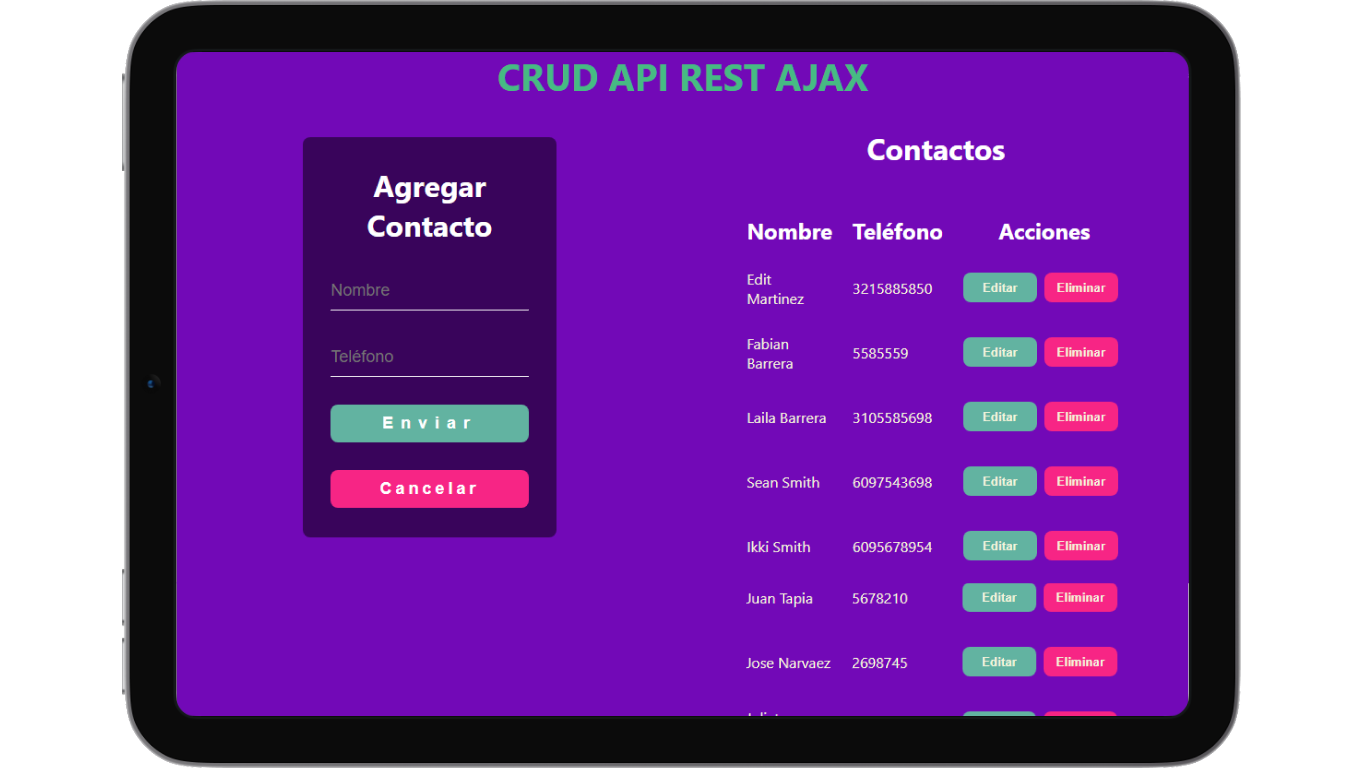 CRUD API REST AJAX
Agregar
Contacto
Nombre
Teléfono
Enviar
Cancelar
Contactos
Nombre Teléfono Acciones
Edit
Martinez 3215885850 Editar Eliminar
Fabian
Barrera 5585559 Editar Eliminar
Laila Barrera 3105585698 Editar Eliminar
Sean Smith 6097543698 Editar Eliminar
Ikki Smith 6095678954 Editar Eliminar
Juan Tapia 5678210 Editar Eliminar
Jose Narvaez 2698745 Editar Eliminar